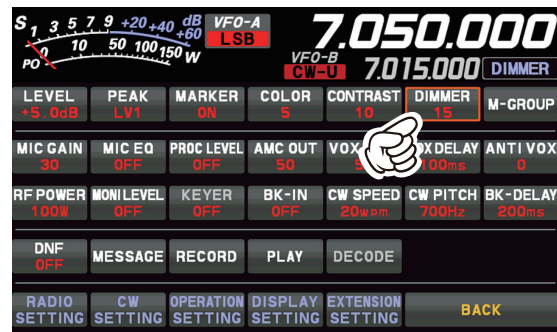 S 1 3 5 7 9 +20 +40 +60 dB
PO 0 10 50 100 150 W
VFO-A
LSB
7.050.000
VFO-B
CW-U
7.015.000
DIMMER
LEVEL PEAK MARKER COLOR CONTRAST DIMMER M-GROUP
+5.0dB LV1 ON 5 10 15
MIC GAIN MIC EQ PROC LEVEL AMC OUT VOX DELAY ANTI VOX
30 OFF OFF 50 100ms 0
RF POWER MONI LEVEL KEYER BK-IN CW SPEED CW PITCH BK-DELAY
100W OFF OFF OFF 20wpm 700Hz 200ms
DNF MESSAGE RECORD PLAY DECODE
OFF
RADIO CW OPERATION DISPLAY EXTENSION BACK
SETTING SETTING SETTING SETTING SETTING